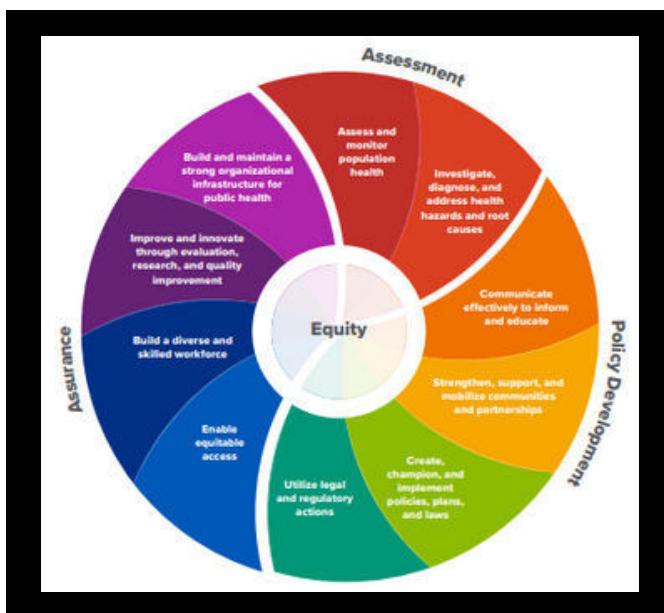 Assessment
Assess and
monitor
population
health
Investigate,
diagnose, and
address health
hazards and root
causes
Policy Development
Communicate
effectively to inform
and educate
Strengthen, support, and
mobilize communities
and partnerships
Create,
champion, and
implement
policies, plans,
and laws
Utilize legal
and regulatory
actions
Assurance
Enable
equitable
access
Build a diverse and
skilled workforce
Improve and innovate
through evaluation,
research, and quality
improvement
Build and maintain a
strong organizational
infrastructure for
public health
Equity